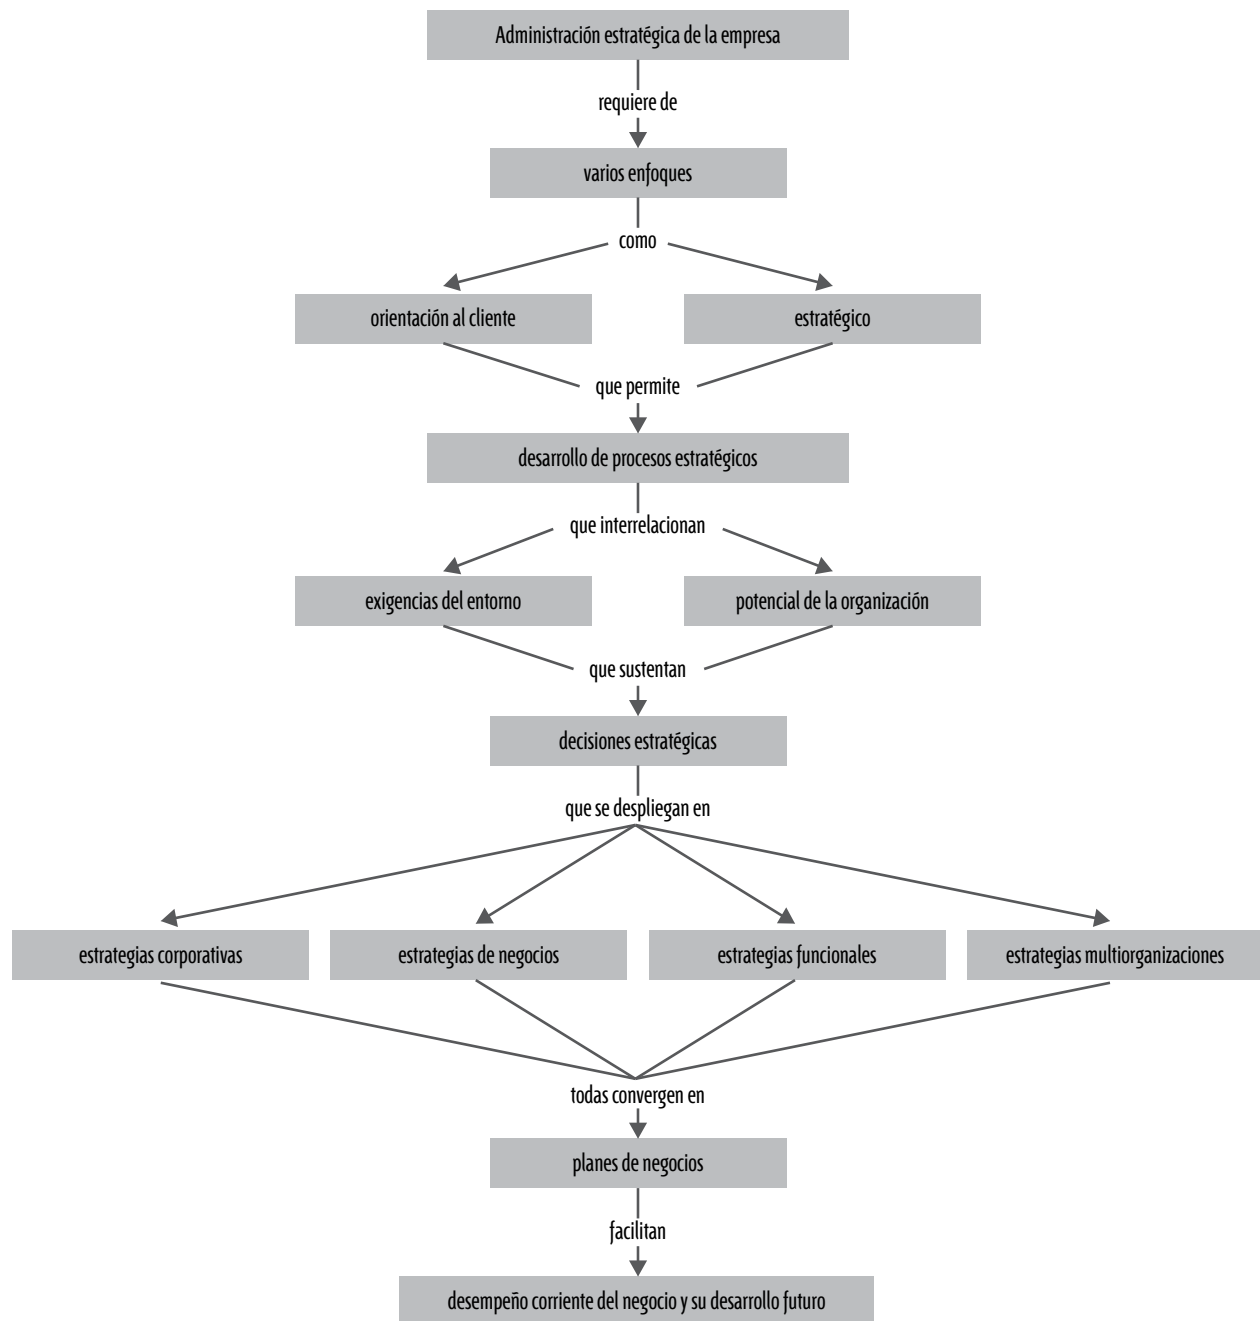 Administración estratégica de la empresa
requiere de
varios enfoques
como
orientación al cliente
estratégico
que permite
desarrollo de procesos estratégicos
que interrelacionan
exigencias del entorno
potencial de la organización
que sustentan
decisiones estratégicas
que se despliegan en
estrategias corporativas
estrategias de negocios
estrategias funcionales
estrategias multiorganizaciones
todas convergen en
planes de negocios
facilitan
desempeño corriente del negocio y su desarrollo futuro